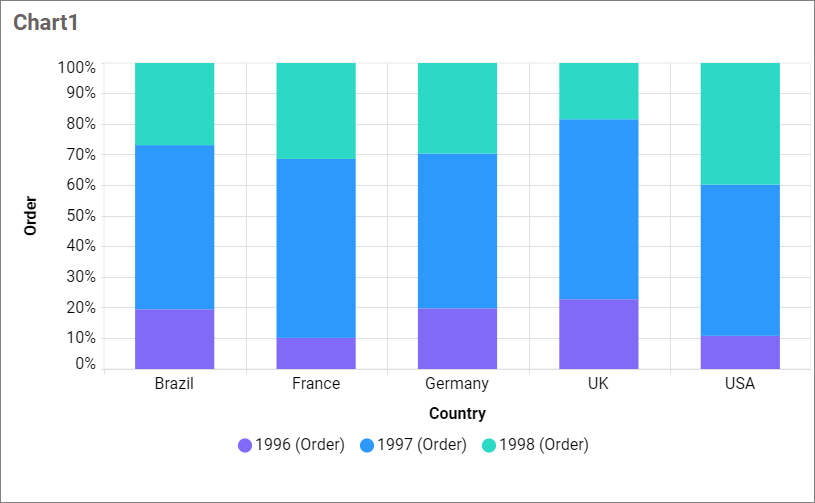 Chart1
100%
90%
80%
70%
60%
50%
40%
30%
20%
10%
0%
Order
Brazil France Germany UK USA
Country
1996 (Order) 1997 (Order) 1998 (Order)